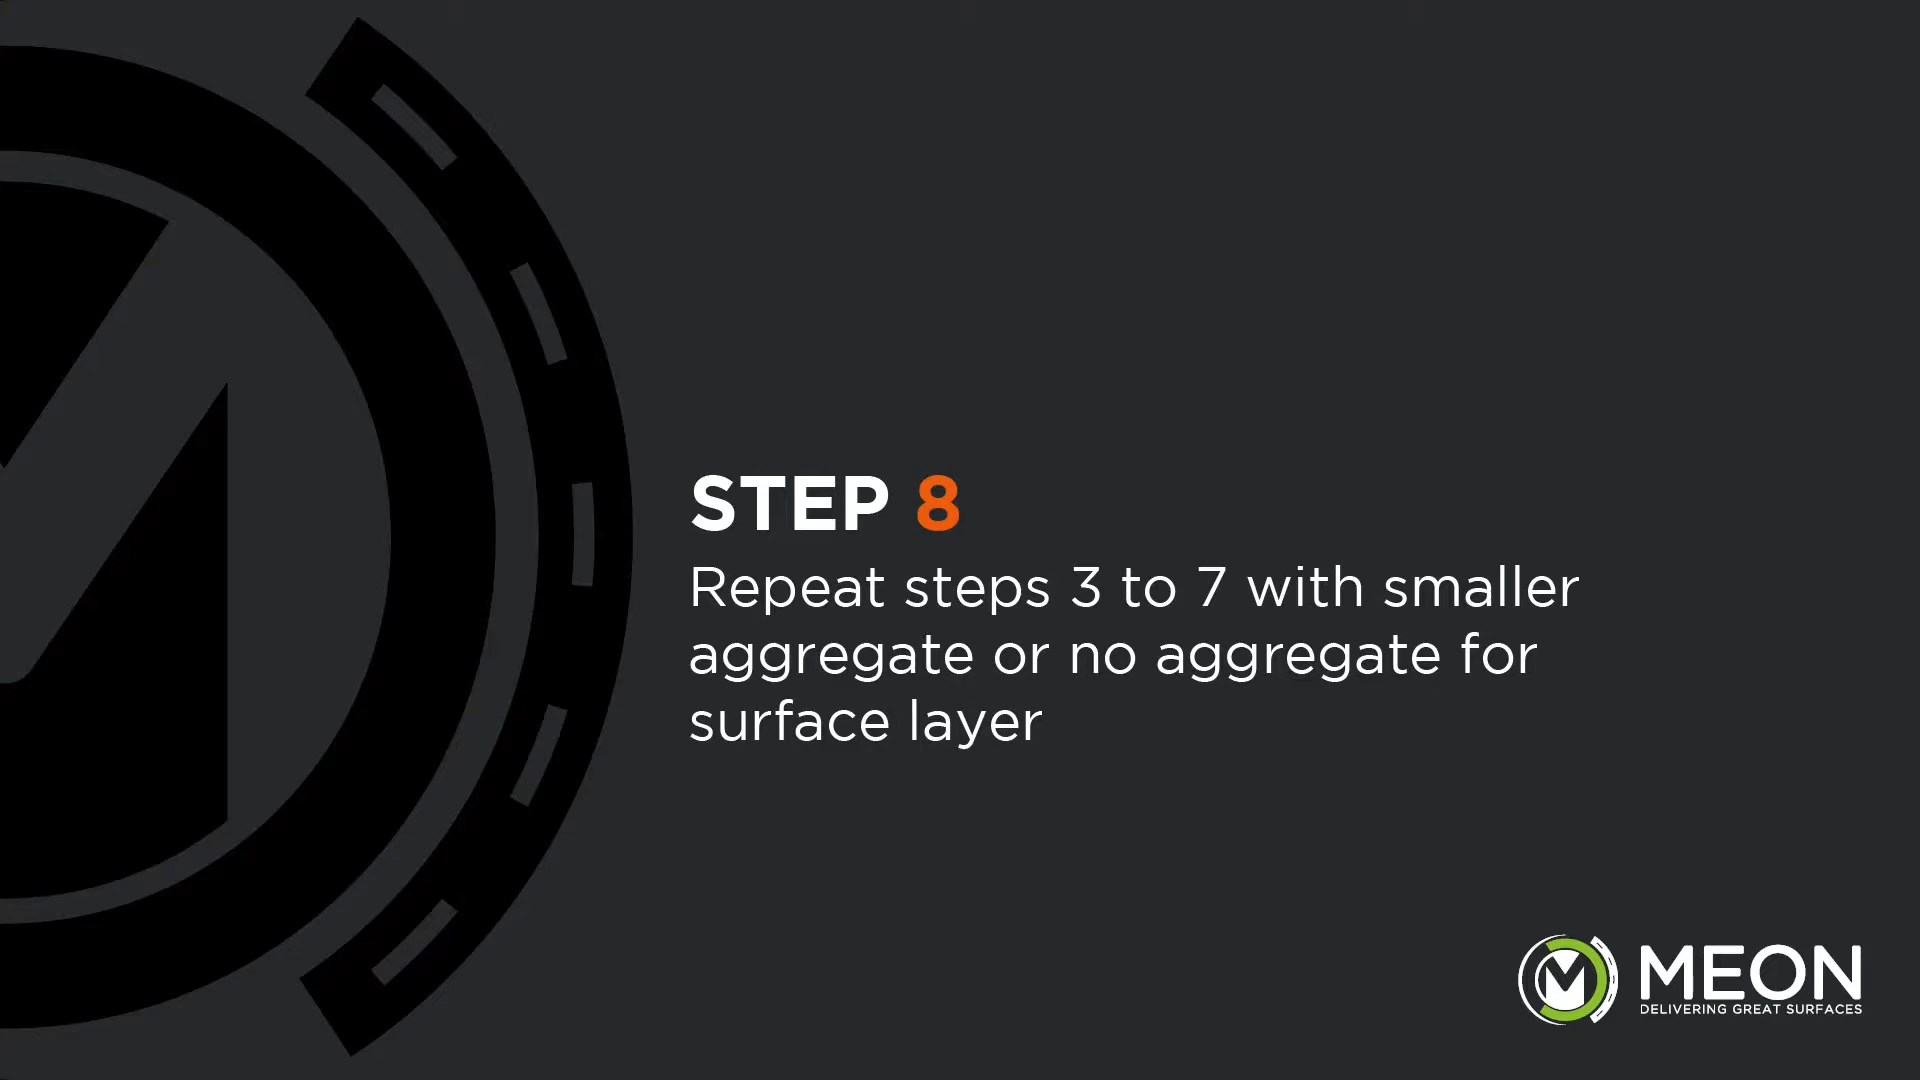 STEP 8
Repeat steps 3 to 7 with smaller
aggregate or no aggregate for
surface layer
MEON
DELIVERING GREAT SURFACES